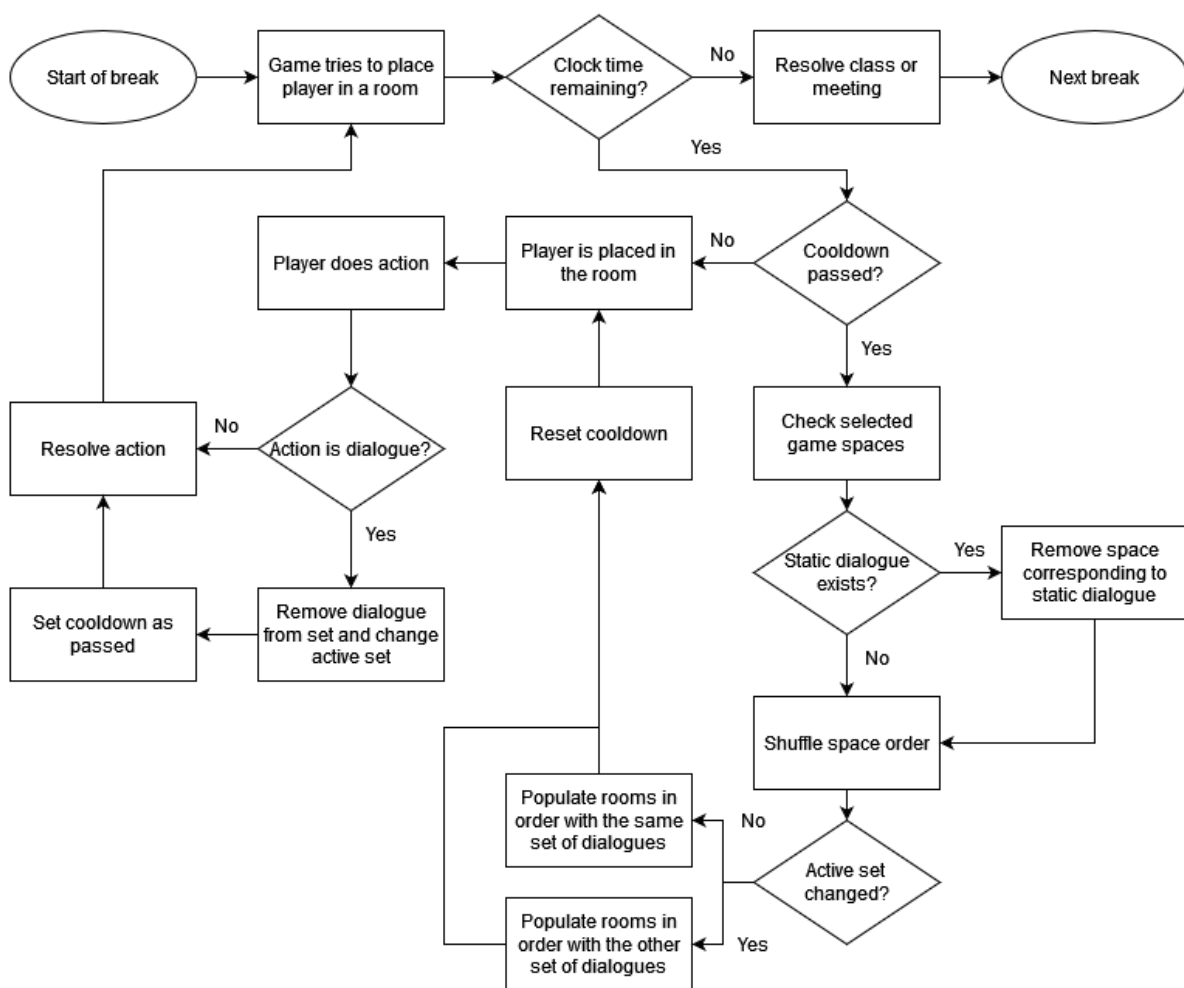 Start of break
Game tries to place
player in a room
Clock time
remaining?
No
Resolve class or
meeting
Next break
Yes
Player does action
Player is placed in
the room
No
Cooldown
passed?
Yes
Resolve action
No
Action is dialogue?
Reset cooldown
Check selected
game spaces
Yes
Static dialogue
exists?
Yes
Remove space
corresponding to
static dialogue
Set cooldown as
passed
Remove dialogue
from set and change
active set
No
Shuffle space order
Populate rooms in
order with the same
set of dialogues
No
Active set
changed?
Populate rooms in
order with the other
set of dialogues
Yes